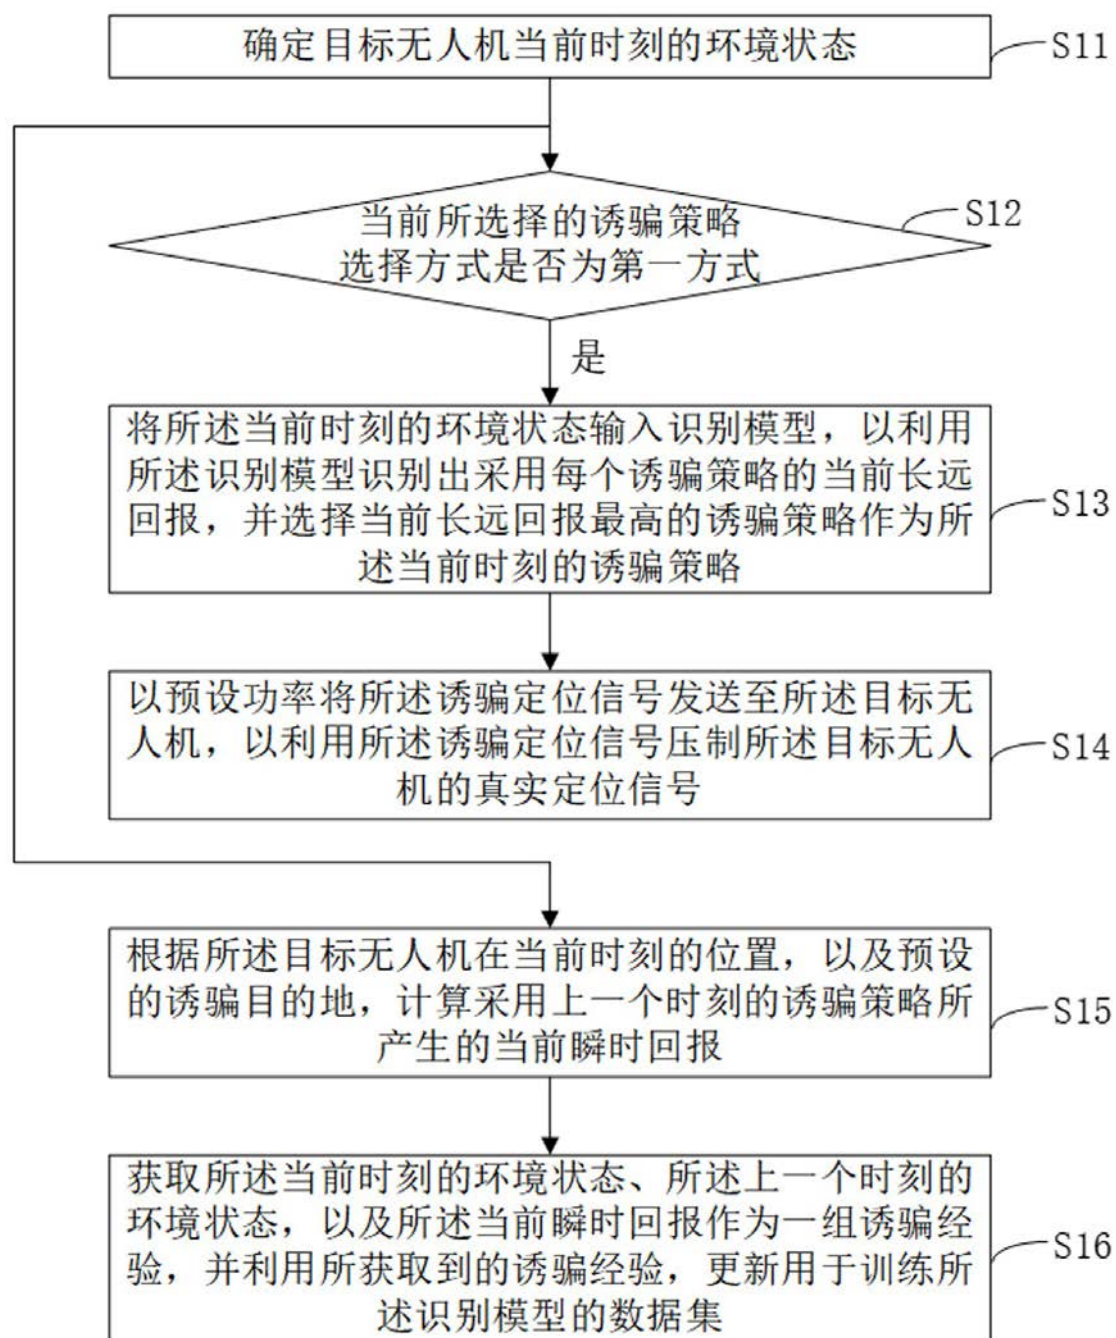 确定目标无人机当前时刻的环境状态
S11
当前所选择的诱骗策略
选择方式是否为第一方式
S12
是
将所述当前时刻的环境状态输入识别模型，以利用
所述识别模型识别出采用每个诱骗策略的当前长远
回报，并选择当前长远回报最高的诱骗策略作为所
述当前时刻的诱骗策略
S13
以预设功率将所述诱骗定位信号发送至所述目标无
人机，以利用所述诱骗定位信号压制所述目标无人
机的真实定位信号
S14
根据所述目标无人机在当前时刻的位置，以及预设
的诱骗目的地，计算采用上一个时刻的诱骗策略所
产生的当前瞬时回报
S15
获取所述当前时刻的环境状态、所述上一个时刻的
环境状态，以及所述当前瞬时回报作为一组诱骗经
验，并利用所获取到的诱骗经验，更新用于训练所
述识别模型的数据集
S16